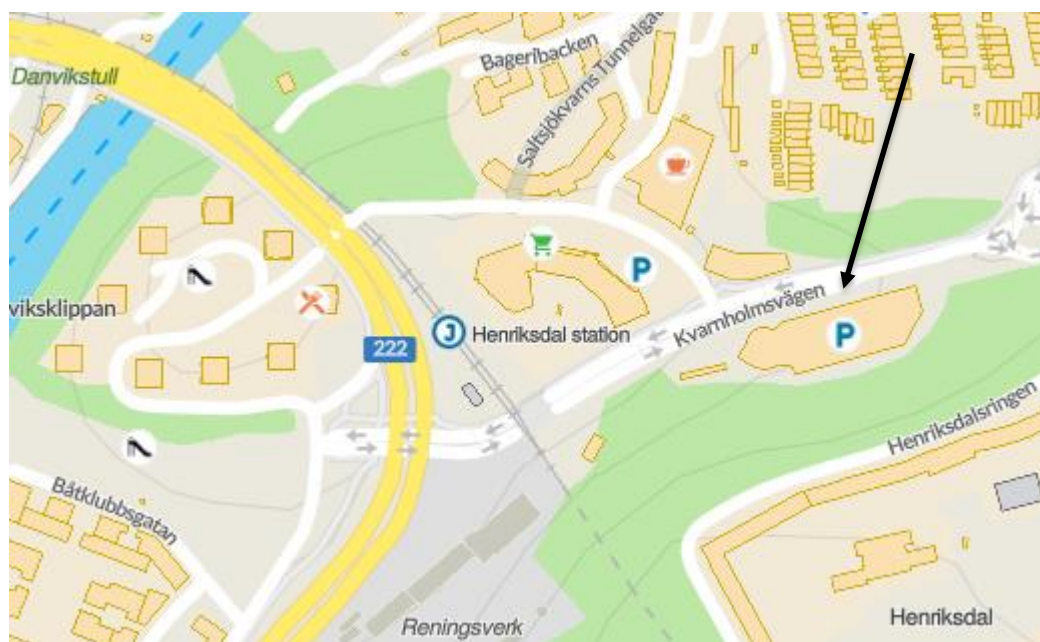 Danvikstull
Bageribacken
Saltsjökvarns Tunnelgat
P
Kvarnholmsvägen
viksklippan
J
Henriksdal station
P
222
Henriksdalsringen
Båtklubbsgatan
Reningsverk
Henriksdal